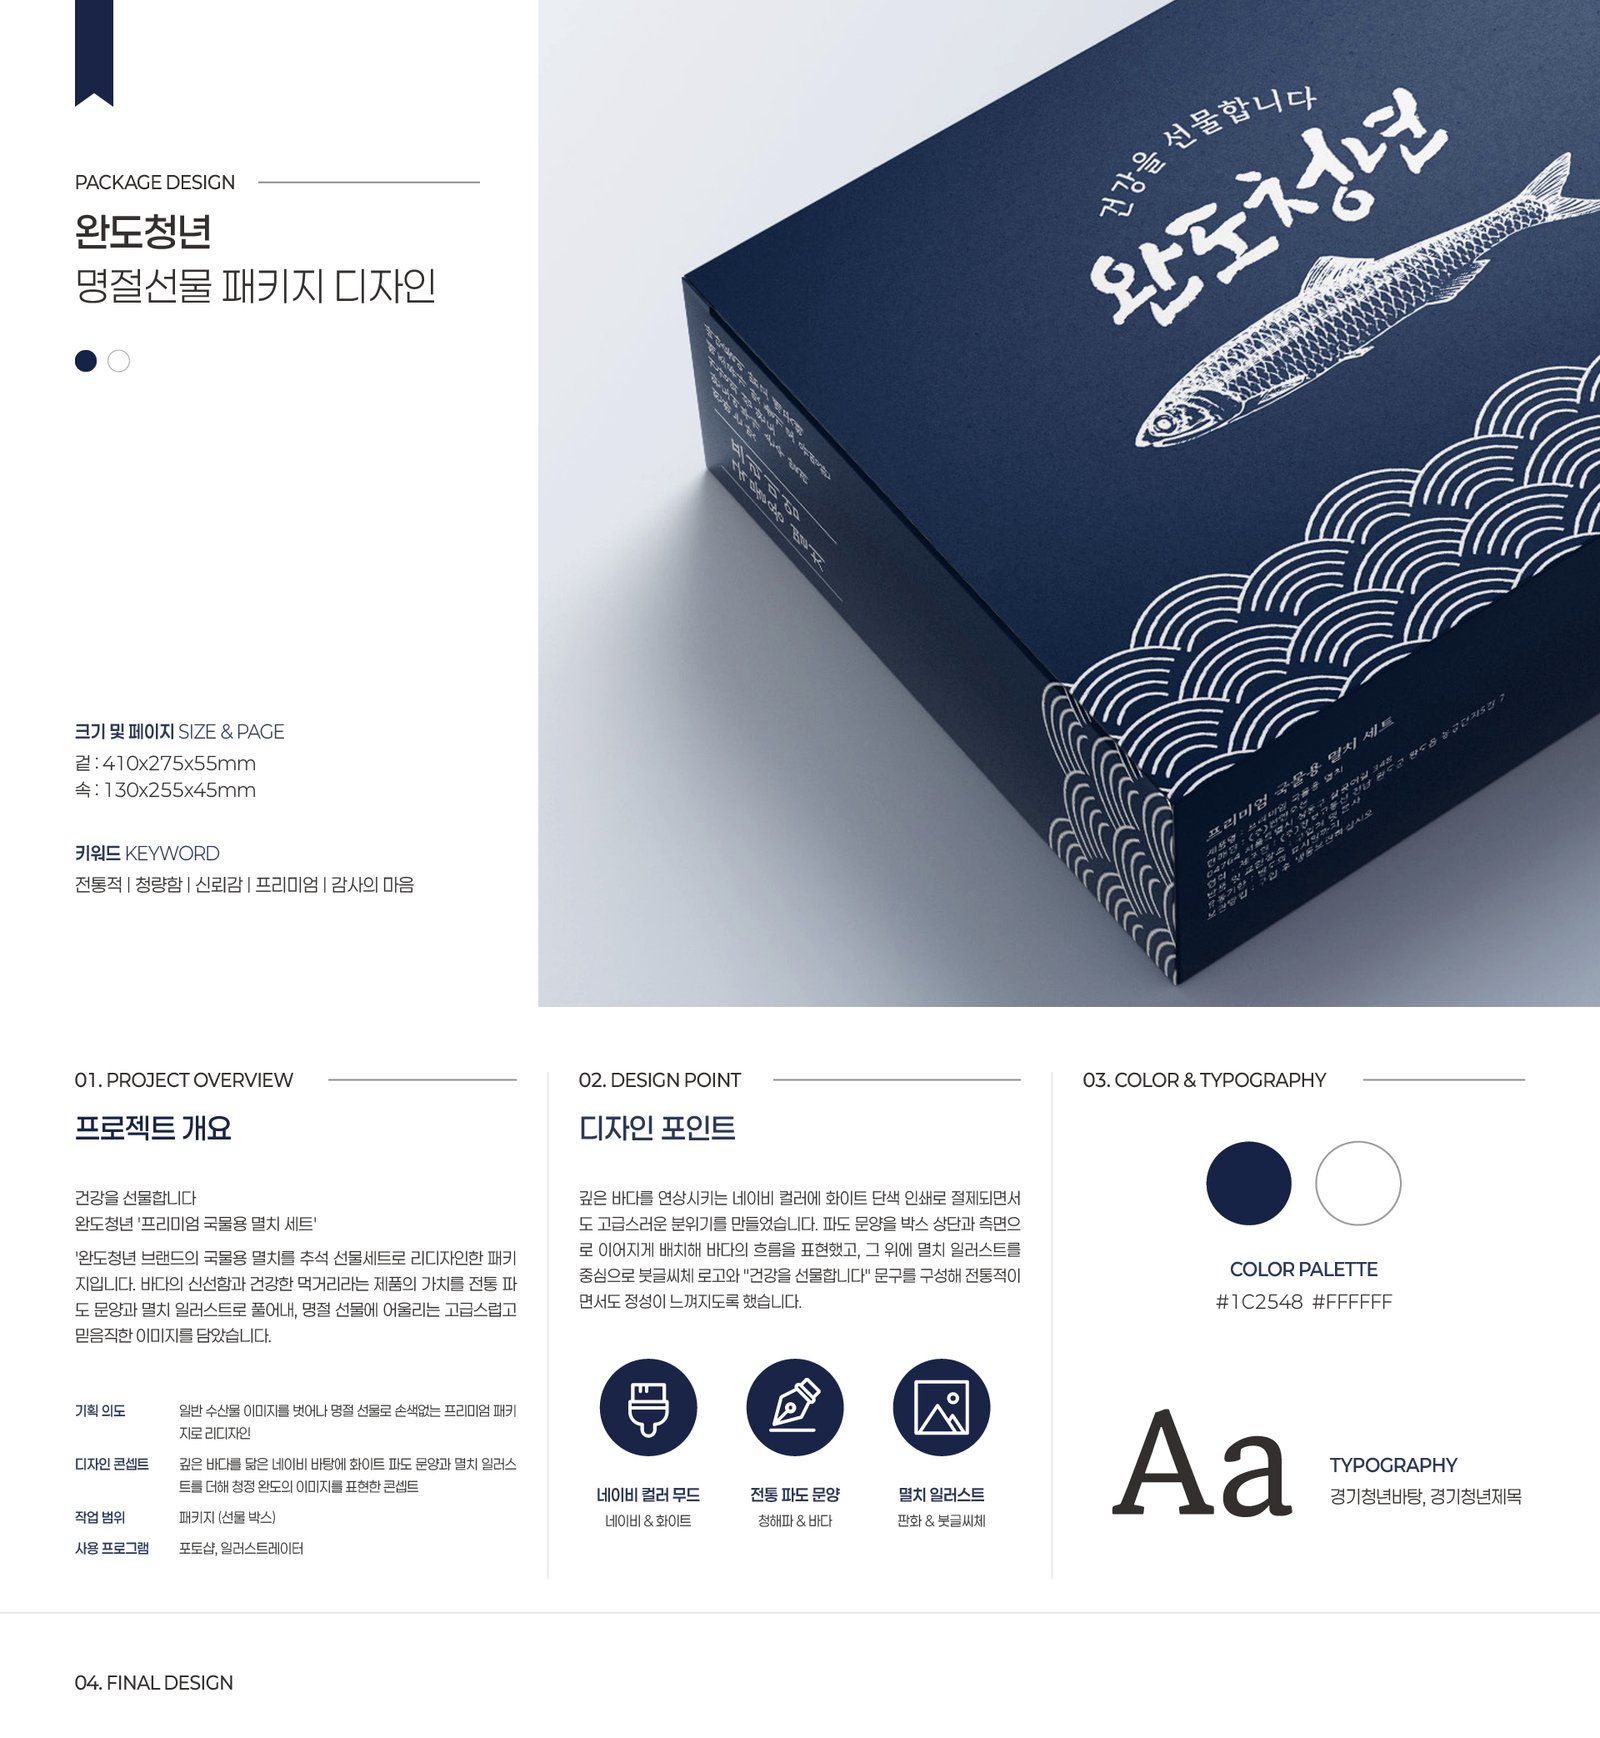 PACKAGE DESIGN
완도청년
명절선물 패키지 디자인
크기 및 페이지 SIZE & PAGE
겉 : 410x275x55mm
속 : 130x255x45mm
키워드 KEYWORD
전통적 | 청량함 | 신뢰감 | 프리미엄 | 감사의 마음
건강을 선물합니다
완도청년
프리미엄 국물용 멸치 세트
01. PROJECT OVERVIEW
프로젝트 개요
건강을 선물합니다
완도청년 '프리미엄 국물용 멸치 세트'
'완도청년 브랜드의 국물용 멸치를 추석 선물세트로 리디자인한 패키
지입니다. 바다의 신선함과 건강한 먹거리라는 제품의 가치를 전통 파
도 문양과 멸치 일러스트로 풀어내, 명절 선물에 어울리는 고급스럽고
믿음직한 이미지를 담았습니다.
기획 의도 일반 수산물 이미지를 벗어나 명절 선물로 손색없는 프리미엄 패키
지로 리디자인
디자인 콘셉트 깊은 바다를 닮은 네이비 바탕에 화이트 파도 문양과 멸치 일러스
트를 더해 청정 완도의 이미지를 표현한 콘셉트
작업 범위 패키지 (선물 박스)
사용 프로그램 포토샵, 일러스트레이터
02. DESIGN POINT
디자인 포인트
깊은 바다를 연상시키는 네이비 컬러에 화이트 단색 인쇄로 절제되면서
도 고급스러운 분위기를 만들었습니다. 파도 문양을 박스 상단과 측면으
로 이어지게 배치해 바다의 흐름을 표현했고, 그 위에 멸치 일러스트를
중심으로 붓글씨체 로고와 "건강을 선물합니다" 문구를 구성해 전통적이
면서도 정성이 느껴지도록 했습니다.
네이비 컬러 무드
네이비 & 화이트
전통 파도 문양
청해파 & 바다
멸치 일러스트
판화 & 붓글씨체
03. COLOR & TYPOGRAPHY
COLOR PALETTE
#1C2548 #FFFFFF
Aa
TYPOGRAPHY
경기청년바탕, 경기청년제목
04. FINAL DESIGN